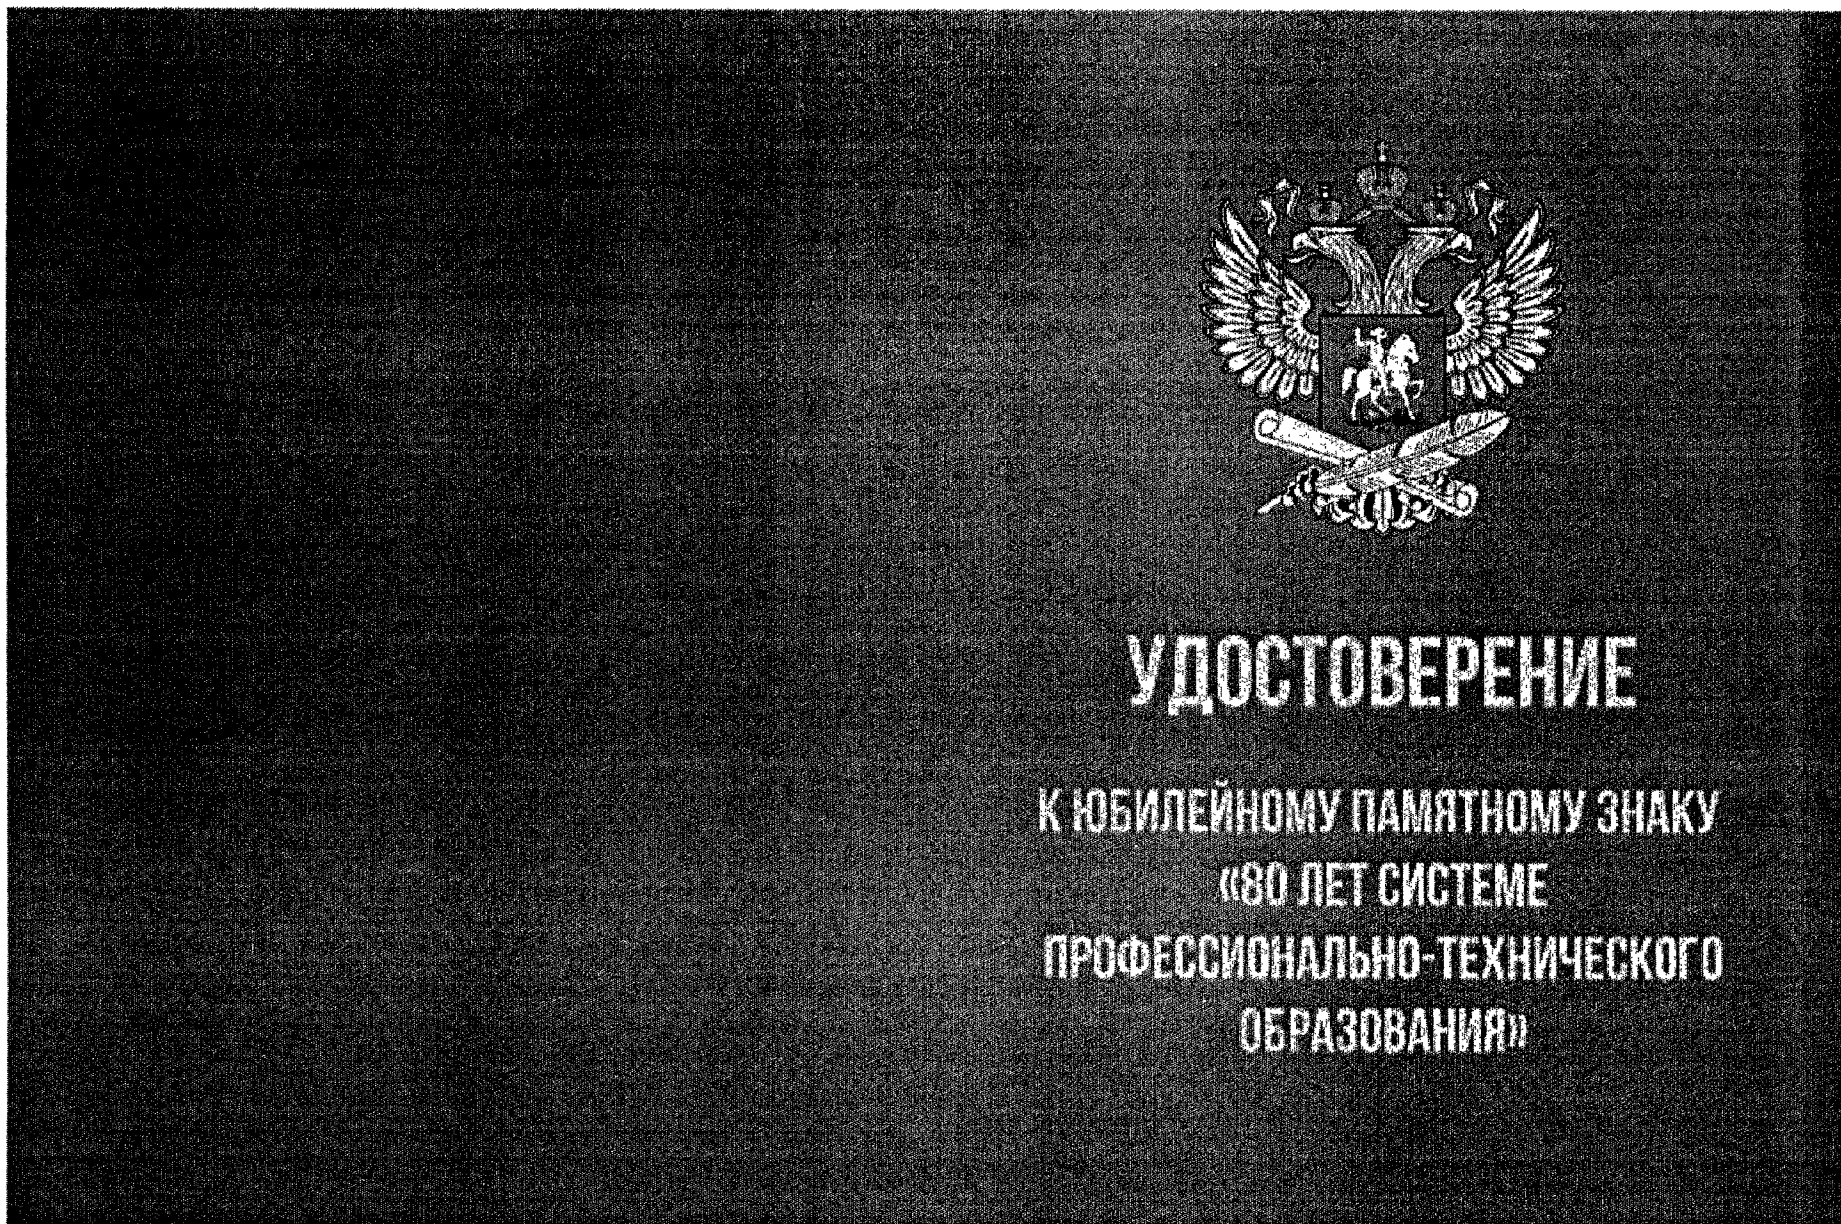 УДОСТОВЕРЕНИЕ
К ЮБИЛЕЙНОМУ ПАМЯТНОМУ ЗНАКУ
«80 ЛЕТ СИСТЕМЕ
ПРОФЕССИОНАЛЬНО-ТЕХНИЧЕСКОГО
ОБРАЗОВАНИЯ»